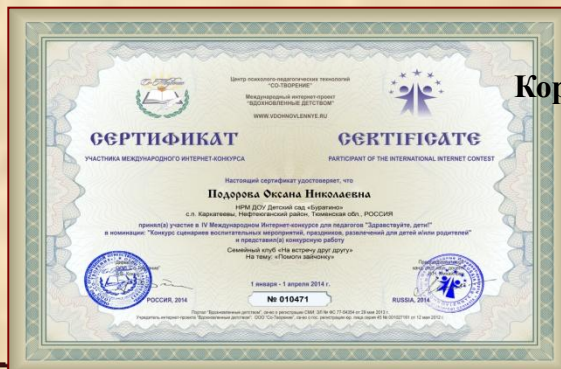 Центр психолого-педагогических технологий
"СО-ТВОРЕНИЕ"
Международный интернет-проект
"ВДОХНОВЛЕННЫЕ ДЕТСТВОМ"
WWW.VDOHNOVLENNYE.RU
Кор
СЕРТИФИКАТ
CERTIFICATE
УЧАСТНИКА МЕЖДУНАРОДНОГО ИНТЕРНЕТ-КОНКУРСА
PARTICIPANT OF THE INTERNATIONAL INTERNET CONTEST
Настоящий сертификат удостоверяет, что
Подорова Оксана Николаевна
НРМ ДОУ Детский сад «Буратино»
с.п. Каркатеевы, Нефтеюганский район, Тюменская обл., РОССИЯ
принял(а) участие в IV Международном Интернет-конкурсе для педагогов "Здравствуйте, дети!"
в номинации: "Конкурс сценариев воспитательных мероприятий, праздников, развлечений для детей и/или родителей"
и представил(а) конкурсную работу
Семейный клуб «На встречу друг другу»
На тему: «Помоги зайчонку»
1 января - 1 апреля 2014 г.
РОССИЯ, 2014
№ 010471
RUSSIA, 2014